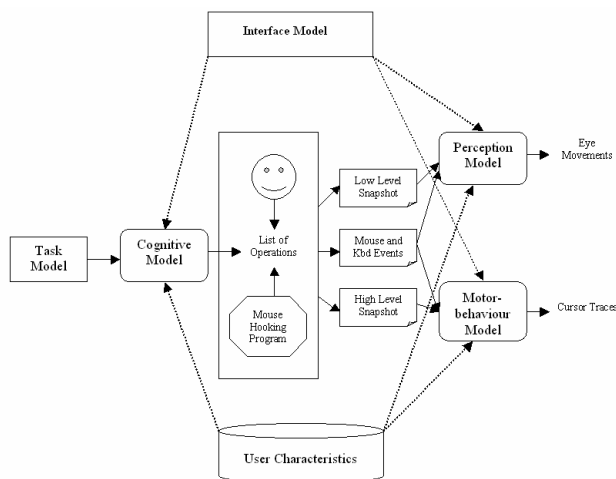 Interface Model
Low Level
Snapshot
Perception
Model
Eye
Movements
Task
Model
Cognitive
Model
List of
Operations
Mouse and
Kbd Events
Mouse
Hooking
Program
High Level
Snapshot
Motor-
behaviour
Model
Cursor Traces
User Characteristics